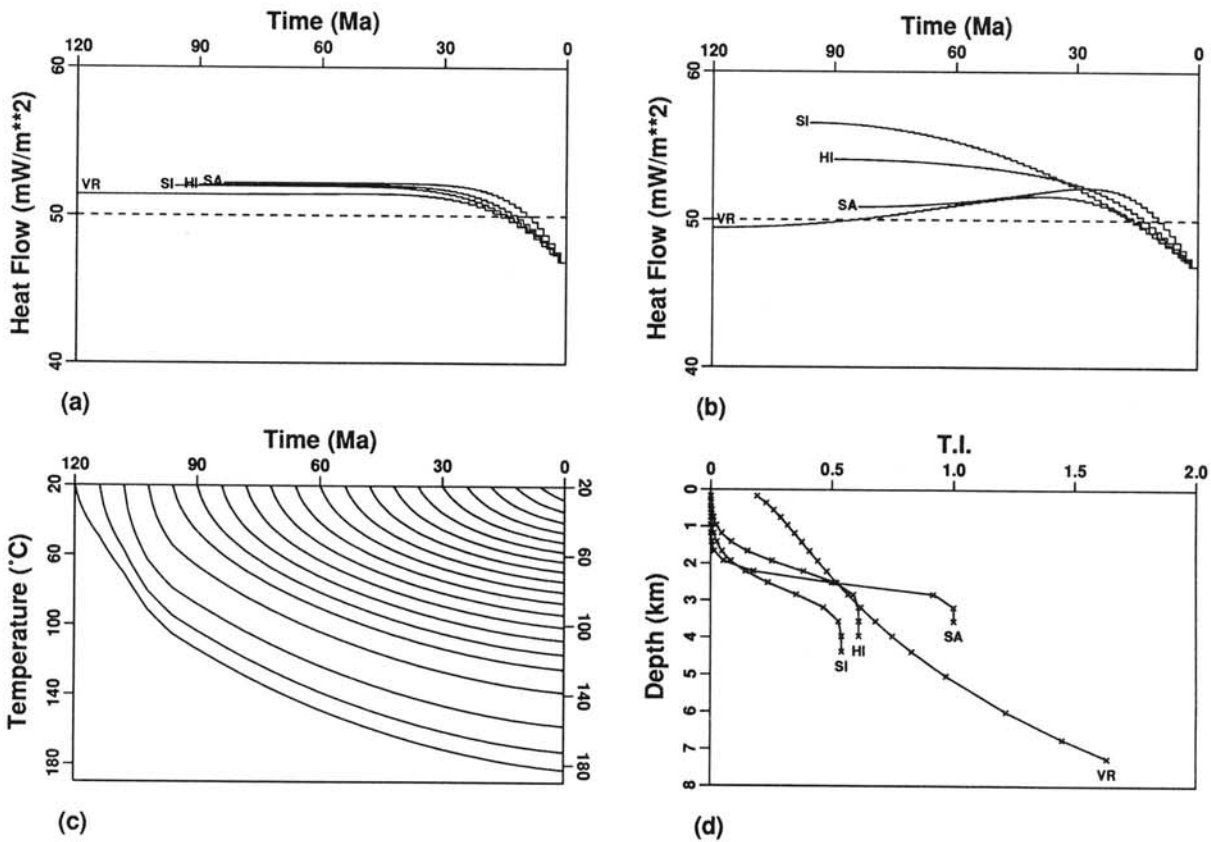 Time (Ma)
120 90 60 30 0
60
50
40
Heat Flow (mW/m**2)
VR
SI HI SA
(a)
Time (Ma)
120 90 60 30 0
60
50
40
Heat Flow (mW/m**2)
SI
HI
SA
VR
(b)
Time (Ma)
120 90 60 30 0
20 20
60 60
100 100
140 140
180 180
Temperature (°C)
(c)
T.I.
0 0.5 1.0 1.5 2.0
0
1
2
3
4
5
6
7
8
Depth (km)
SA
SI HI
VR
(d)